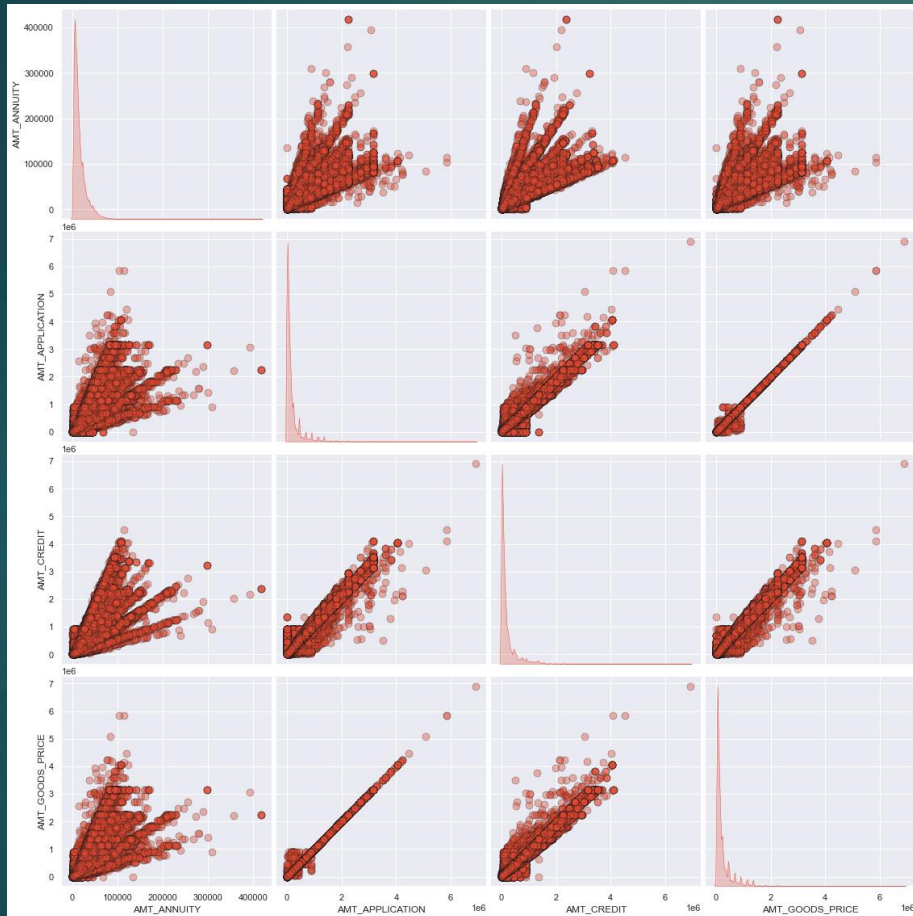 400000
300000
200000
100000
0
AMT_ANNUITY
1e6
7
6
5
4
3
2
1
0
AMT_APPLICATION
1e6
7
6
5
4
3
2
1
0
AMT_CREDIT
1e6
7
6
5
4
3
2
1
0
AMT_GOODS_PRICE
0 100000 200000 300000 400000
0 2 4 6
0 2 4 6
0 2 4 6
1e6 1e6 1e6
AMT_ANNUITY AMT_APPLICATION AMT_CREDIT AMT_GOODS_PRICE